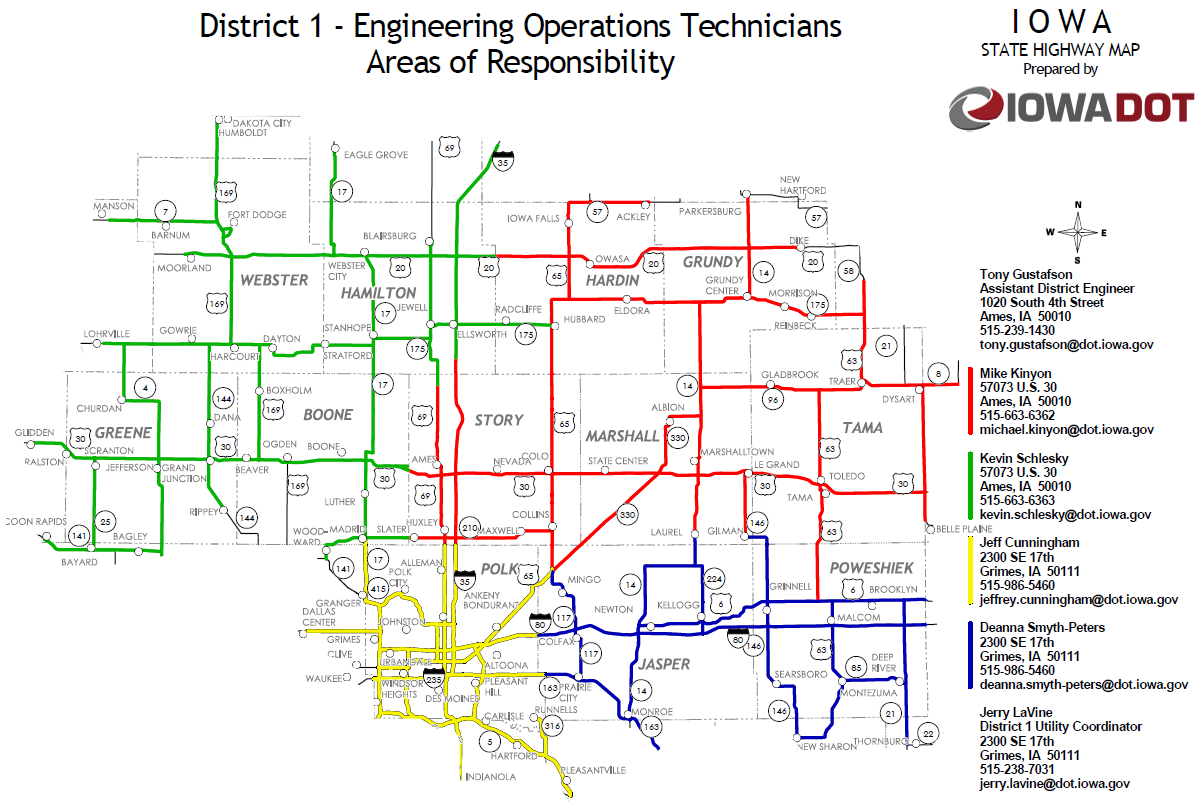 District 1 - Engineering Operations Technicians
Areas of Responsibility
IOWA
STATE HIGHWAY MAP
Prepared by
IOWADOT
N
W E
S
Tony Gustafson
Assistant District Engineer
1020 South 4th Street
Ames, IA 50010
515-239-1430
tony.gustafson@dot.iowa.gov
Mike Kinyon
57073 U.S. 30
Ames, IA 50010
515-663-6362
michael.kinyon@dot.iowa.gov
Kevin Schlesky
57073 U.S. 30
Ames, IA 50010
515-663-6363
kevin.schlesky@dot.iowa.gov
Jeff Cunningham
2300 SE 17th
Grimes, IA 50111
515-986-5460
jeffrey.cunningham@dot.iowa.gov
Deanna Smyth-Peters
2300 SE 17th
Grimes, IA 50111
515-986-5460
deanna.smyth-peters@dot.iowa.gov
Jerry LaVine
District 1 Utility Coordinator
2300 SE 17th
Grimes, IA 50111
515-238-7031
jerry.lavine@dot.iowa.gov
DAKOTA CITY
HUMBOLDT
EAGLE GROVE
69
35
169
17
MANSON
7
FORT DODGE
BARNUM
NEW
HARTFORD
IOWA FALLS
57
ACKLEY
PARKERSBURG
57
BLAIRSBURG
DIKE
MOORLAND
WEBSTER
CITY
20
20
OWASA
20
20
WEBSTER
HAMILTON
65
HARDIN
GRUNDY
14
58
GRUNDY
CENTER
MORRISON
175
REINBECK
169
JEWELL
17
RADCLIFFE
ELDORA
HUBBARD
LOHRVILLE
GOWRIE
DAYTON
STANHOPE
ELLSWORTH
175
HARCOURT
STRATFORD
175
21
63
GLADBROOK
TRAER
8
4
144
BOXHOLM
17
14
96
DYSART
CHURDAN
DANA
169
69
ALBION
GREENE
BOONE
STORY
65
MARSHALL
330
TAMA
GLIDDEN
30
SCRANTON
30
OGDEN
BOONE
63
RALSTON
JEFFERSON
GRAND
JUNCTION
BEAVER
AMES
NEVADA
COLO
STATE CENTER
MARSHALLTOWN
LE GRAND
TOLEDO
169
30
69
30
30
30
TAMA
LUTHER
RIPPEY
144
COON RAPIDS
25
141
BAGLEY
BAYARD
WOOD-
WARD
MADRID
SLATER
HUXLEY
210
MAXWELL
COLLINS
330
LAUREL
GILMAN
146
63
BELLE PLAINE
141
17
ALLEMAN
POLK
POLK
CITY
415
35
65
ANKENY
BONDURANT
MINGO
14
224
GRINNELL
POWESHIEK
6
BROOKLYN
GRANGER
DALLAS
CENTER
JOHNSTON
80
117
NEWTON
KELLOGG
6
MALCOM
GRIMES
COLFAX
80
146
CLIVE
URBANDALE
ALTOONA
117
JASPER
63
85
DEEP
RIVER
WAUKEE
WINDSOR
HEIGHTS
235
DES MOINES
PLEASANT
HILL
163
PRAIRIE
CITY
14
SEARSBORO
MONTEZUMA
CARLISLE
RUNNELLS
316
MONROE
163
146
21
5
HARTFORD
NEW SHARON
THORNBURG
22
INDIANOLA
PLEASANTVILLE